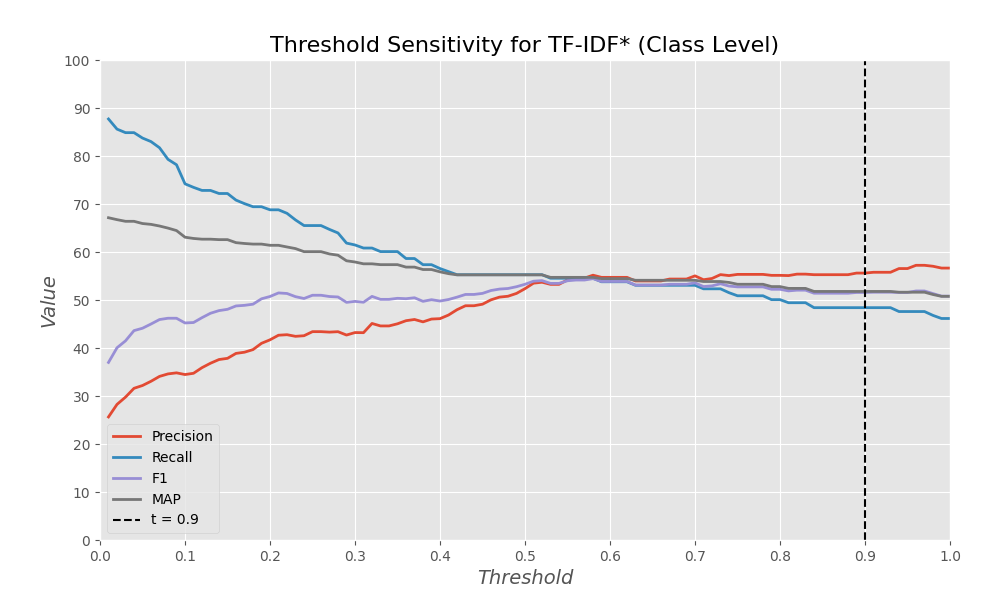 Threshold Sensitivity for TF-IDF* (Class Level)
Value
100
90
80
70
60
50
40
30
20
10
0
Precision
Recall
F1
MAP
t = 0.9
0.0 0.1 0.2 0.3 0.4 0.5 0.6 0.7 0.8 0.9 1.0
Threshold